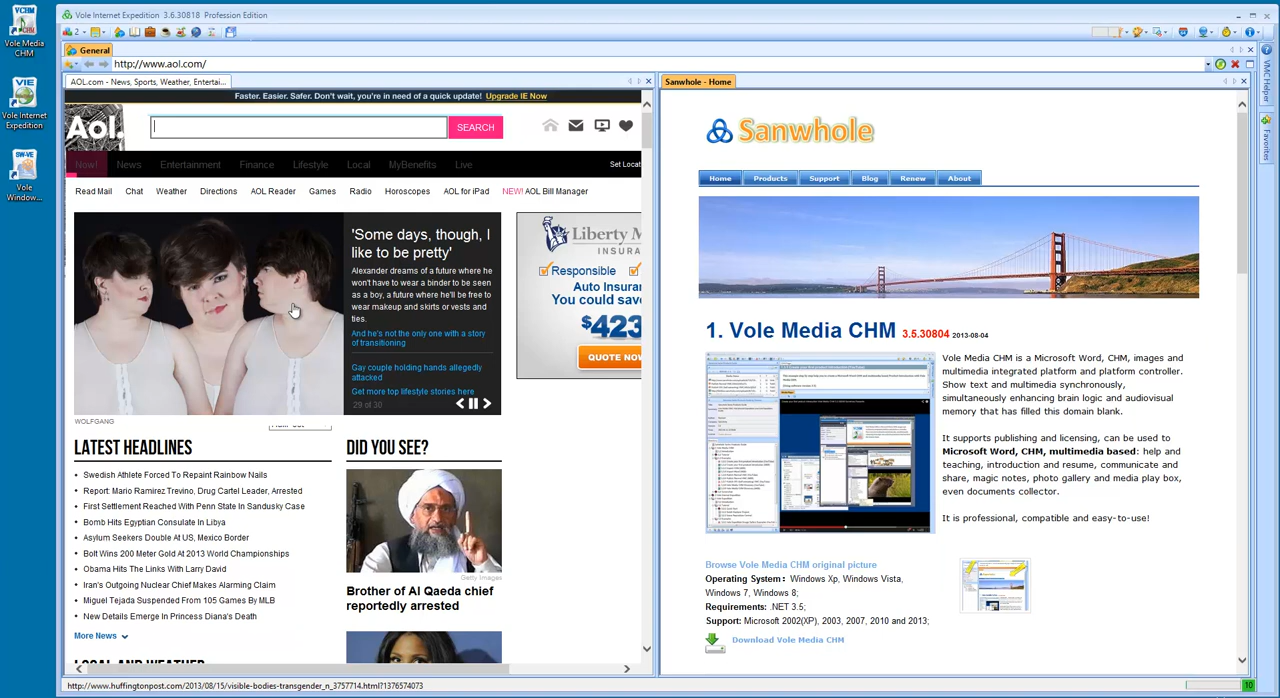 VCHM
Vole Media
CHM
VIE
Vole Internet
Expedition
SW-VE
Vole
Window...
Vole Internet Expedition 3.6.30818 Profession Edition
2
General
http://www.aol.com/
AOL.com - News, Sports, Weather, Entertai...
Faster. Easier. Safer. Don't wait, you're in need of a quick update! Upgrade IE Now
Aol.
SEARCH
Now! News Entertainment Finance Lifestyle Local MyBenefits Live
Set Locat
Read Mail Chat Weather Directions AOL Reader Games Radio Horoscopes AOL for iPad NEW! AOL Bill Manager
'Some days, though, I
like to be pretty'
Alexander dreams of a future where he
won't have to wear a binder to be seen
as a boy, a future where he'll be free to
wear makeup and skirts or vests and
ties.
And he's not the only one with a story
of transitioning
Gay couple holding hands allegedly
attacked
Get more top lifestyle stories here
29 of 30
Liberty M
INSURA
Responsible
Auto Insuran
You could save
$423
QUOTE NOW
WOLFGANG
LATEST HEADLINES
Swedish Athlete Forced To Repaint Rainbow Nails
Report: Mario Ramirez Trevino, Drug Cartel Leader, Arrested
First Settlement Reached With Penn State In Sandusky Case
Bomb Hits Egyptian Consulate In Libya
Asylum Seekers Double At US, Mexico Border
Bolt Wins 200 Meter Gold At 2013 World Championships
Obama Hits The Links With Larry David
Iran's Outgoing Nuclear Chief Makes Alarming Claim
Miguel Tejada Suspended From 105 Games By MLB
New Details Emerge In Princess Diana's Death
More News
LOCAL AND WEATHER
DID YOU SEE?
Getty Images
Brother of Al Qaeda chief
reportedly arrested
http://www.huffingtonpost.com/2013/08/15/visible-bodies-transgender_n_3757714.html?1376574073
Sanwhole - Home
Sanwhole
Home Products Support Blog Renew About
1. Vole Media CHM 3.5.30804 2013-08-04
Vole Media CHM is a Microsoft Word, CHM, images and
multimedia integrated platform and platform controller.
Show text and multimedia synchronously,
simultaneously enhancing brain logic and audiovisual
memory that has filled this domain blank.
It supports publishing and licensing, can be used to
Microsoft Word, CHM, multimedia based: help and
teaching, introduction and resume, communicate and
share, magic notes, photo gallery and media play box,
even documents collector.
It is professional, compatible and easy-to-use!
Browse Vole Media CHM original picture
Operating System: Windows Xp, Windows Vista,
Windows 7, Windows 8;
Requirements: .NET 3.5;
Support: Microsoft 2002(XP), 2003, 2007, 2010 and 2013;
Download Vole Media CHM
VMC Helper
Favorites
10